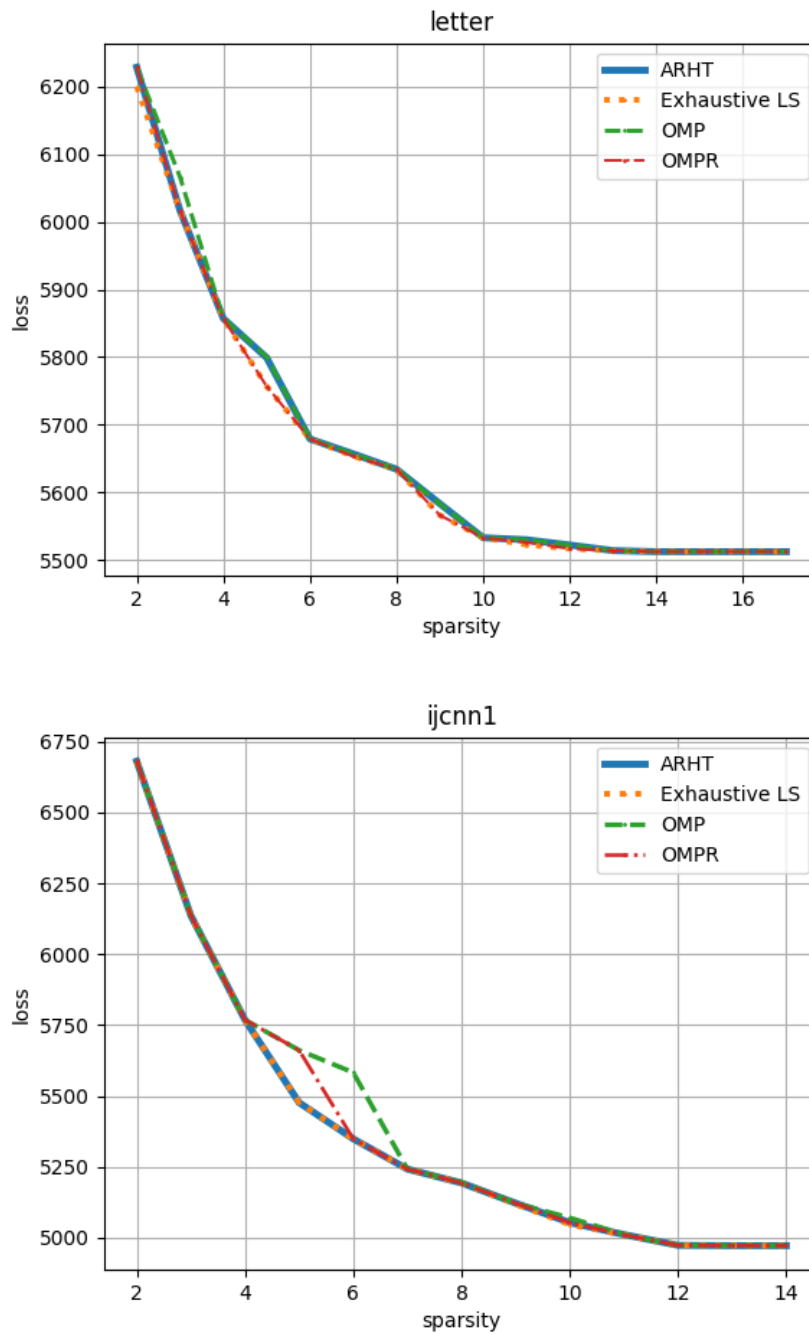 letter
6200
6100
6000
5900
5800
5700
5600
5500
loss
ARHT
Exhaustive LS
OMP
OMPR
2 4 6 8 10 12 14 16
sparsity
ijcnn1
6750
6500
6250
6000
5750
5500
5250
5000
loss
ARHT
Exhaustive LS
OMP
OMPR
2 4 6 8 10 12 14
sparsity